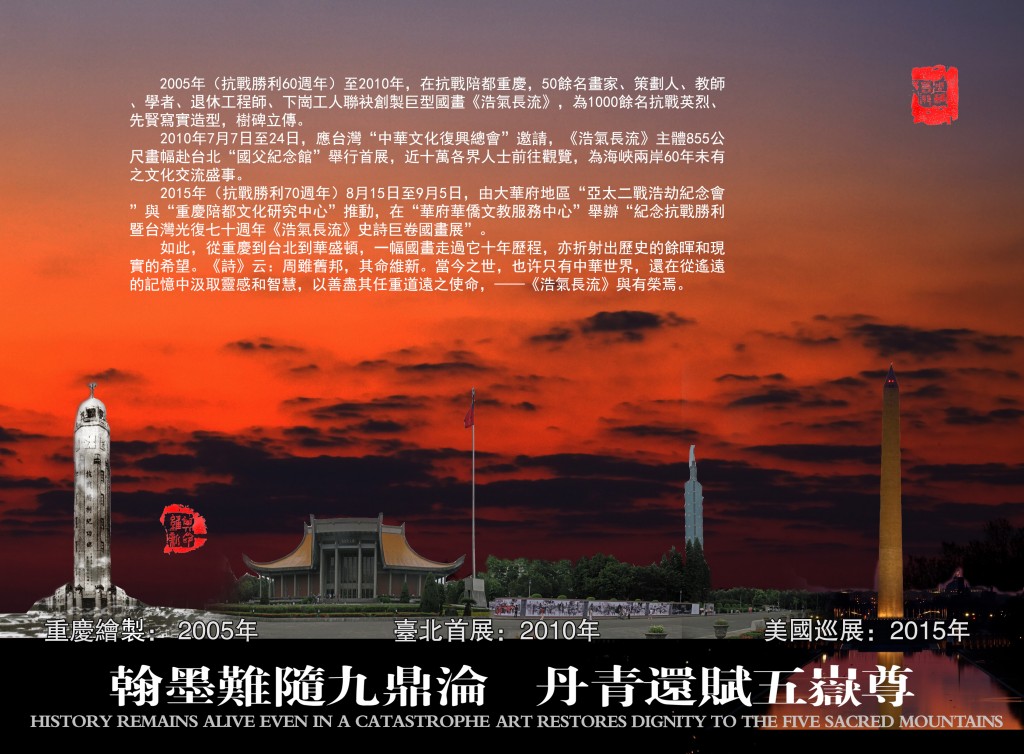 2005年（抗戰勝利60週年）至2010年，在抗戰陪都重慶，50餘名畫家、策劃人、教師
、學者、退休工程師、下崗工人聯袂創製巨型國畫《浩氣長流》，為1000餘名抗戰英烈、
先賢寫實造型，樹碑立傳。
2010年7月7日至24日，應台灣“中華文化復興總會”邀請，《浩氣長流》主體855公
尺畫幅赴台北“國父紀念館”舉行首展，近十萬各界人士前往觀覽，為海峽兩岸60年未有
之文化交流盛事。
2015年（抗戰勝利70週年）8月15日至9月5日，由大華府地區“亞太二戰浩劫紀念會
”與“重慶陪都文化研究中心”推動，在“華府華僑文教服務中心”舉辦“紀念抗戰勝利
暨台灣光復七十週年《浩氣長流》史詩巨卷國畫展”。
如此，從重慶到台北到華盛頓，一幅國畫走過它十年歷程，亦折射出歷史的餘暉和現
實的希望。《詩》云：周雖舊邦，其命維新。當今之世，也许只有中華世界，還在從遙遠
的記憶中汲取靈感和智慧，以善盡其任重道遠之使命，——《浩氣長流》與有榮焉。
重慶繪製： 2005年
臺北首展：2010年
美國巡展：2015年
翰墨難隨九鼎淪 丹青還賦五嶽尊
HISTORY REMAINS ALIVE EVEN IN A CATASTROPHE ART RESTORES DIGNITY TO THE FIVE SACRED MOUNTAINS